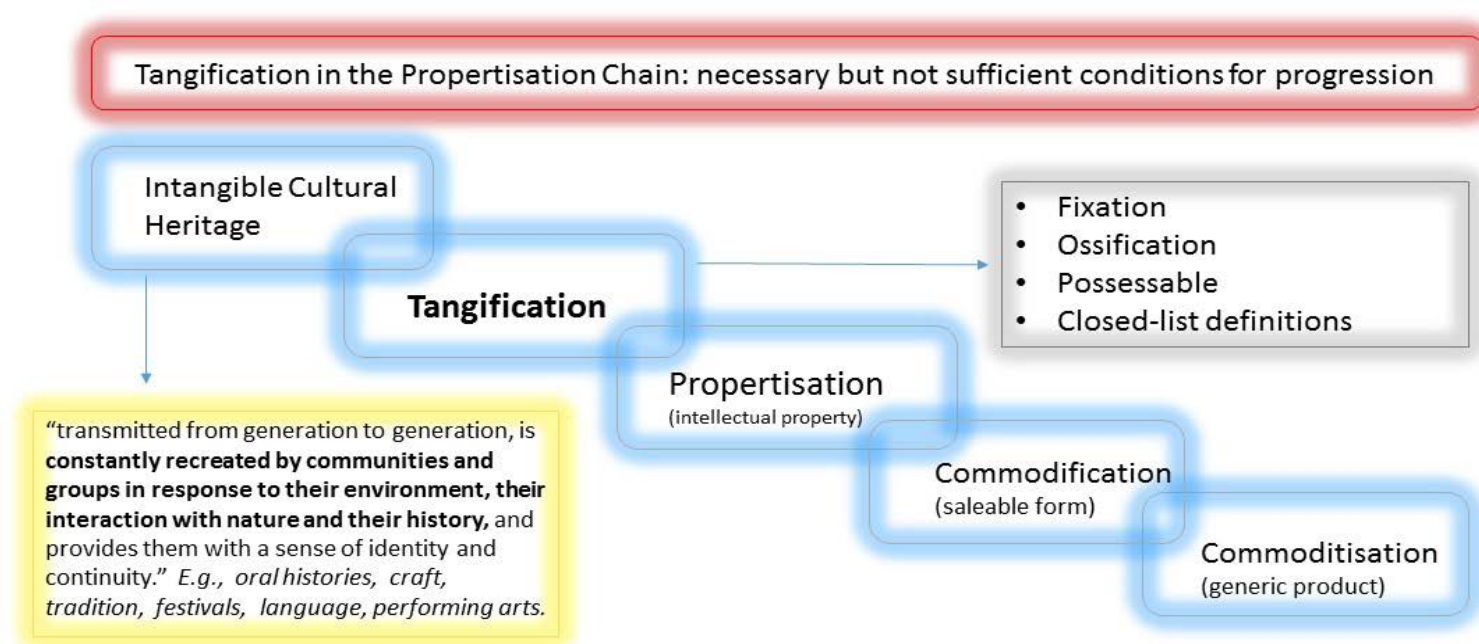 Tangification in the Propertisation Chain: necessary but not sufficient conditions for progression
Intangible Cultural
Heritage
Tangification
• Fixation
• Ossification
• Possessable
• Closed-list definitions
Propertisation
(intellectual property)
“transmitted from generation to generation, is
constantly recreated by communities and
groups in response to their environment, their
interaction with nature and their history, and
provides them with a sense of identity and
continuity.” E.g., oral histories, craft,
tradition, festivals, language, performing arts.
Commodification
(saleable form)
Commoditisation
(generic product)